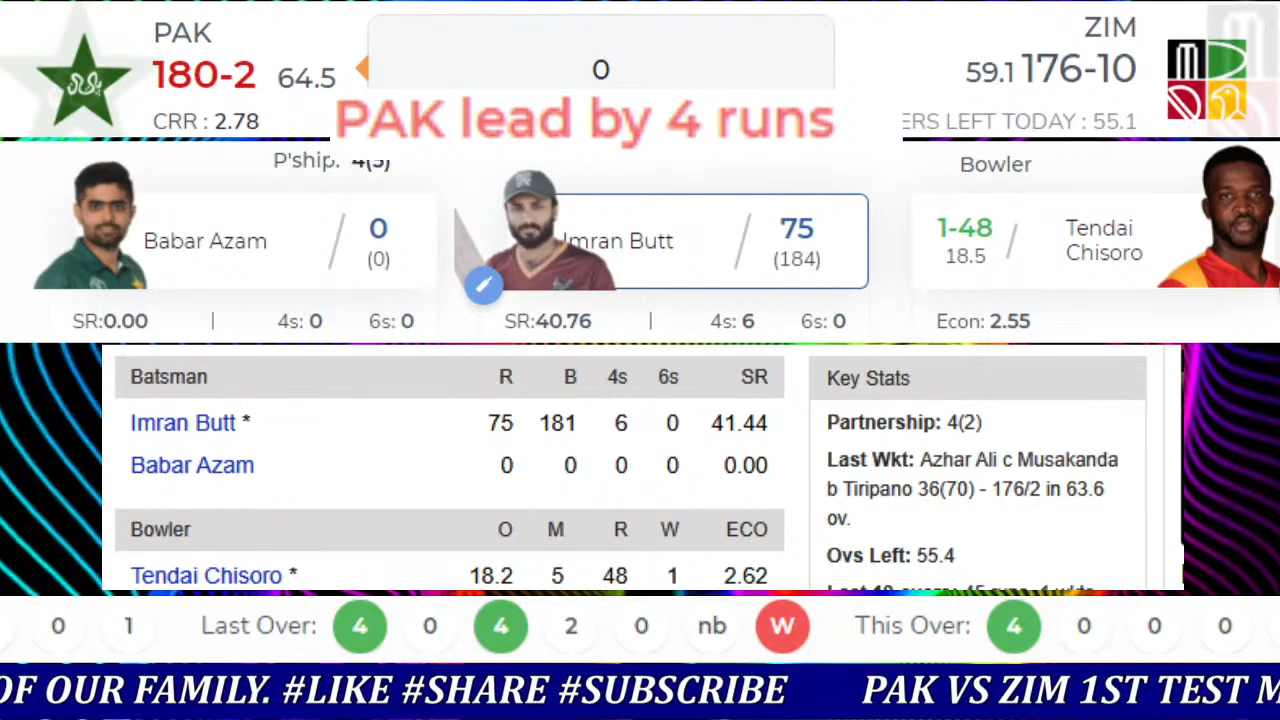 PAK
180-2 64.5
CRR : 2.78
0
PAK lead by 4 runs
ZIM
59.1 176-10
ERS LEFT TODAY : 55.1
P'ship. 4(5)
Babar Azam
0
(0)
SR:0.00 | 4s: 0 6s: 0
Imran Butt
75
(184)
SR:40.76 | 4s: 6 6s: 0
Bowler
1-48
18.5
Tendai
Chisoro
Econ: 2.55
Batsman R B 4s 6s SR
Imran Butt * 75 181 6 0 41.44
Babar Azam 0 0 0 0 0.00
Bowler O M R W ECO
Tendai Chisoro * 18.2 5 48 1 2.62
Key Stats
Partnership: 4(2)
Last Wkt: Azhar Ali c Musakanda
b Tiripano 36(70) - 176/2 in 63.6
ov.
Ovs Left: 55.4
0 1 Last Over: 4 0 4 2 0 nb W This Over: 4 0 0 0
OF OUR FAMILY. #LIKE #SHARE #SUBSCRIBE PAK VS ZIM 1ST TEST M